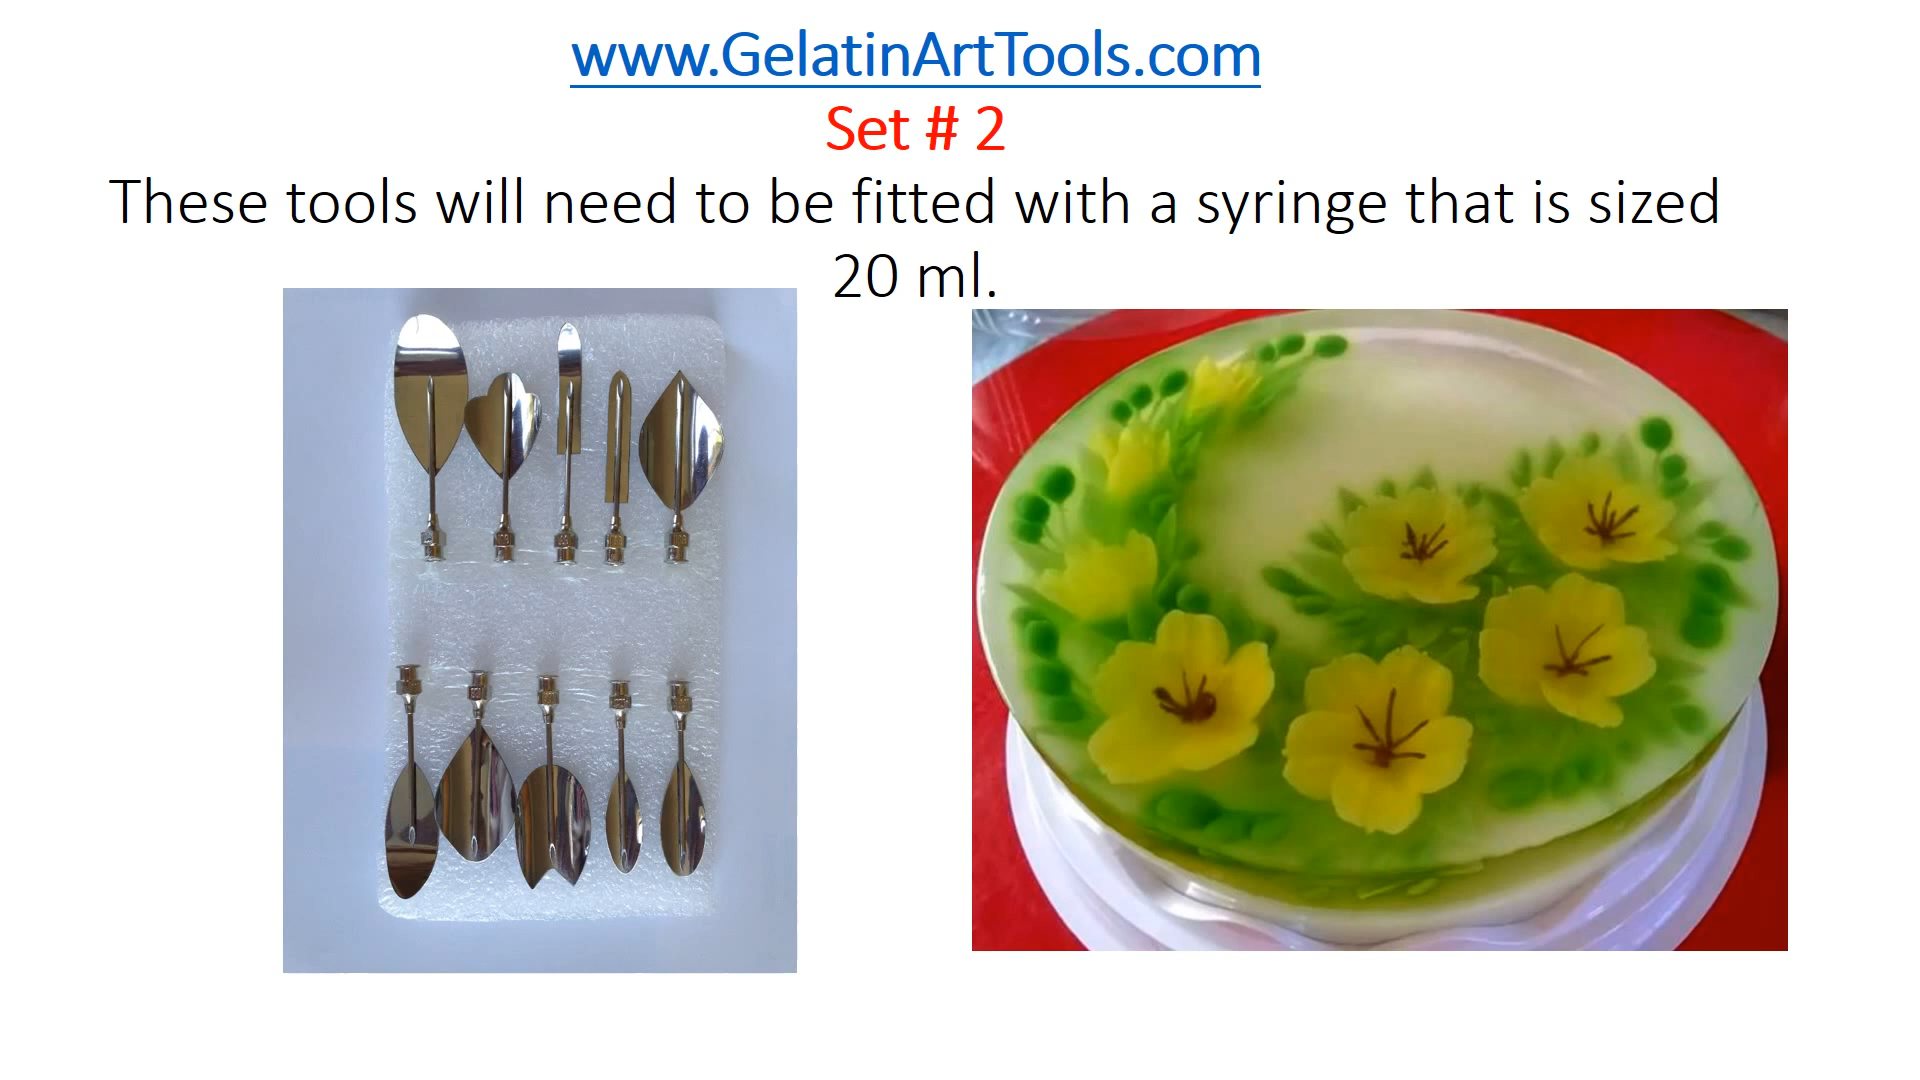 www.GelatinArtTools.com
Set # 2
These tools will need to be fitted with a syringe that is sized
20 ml.